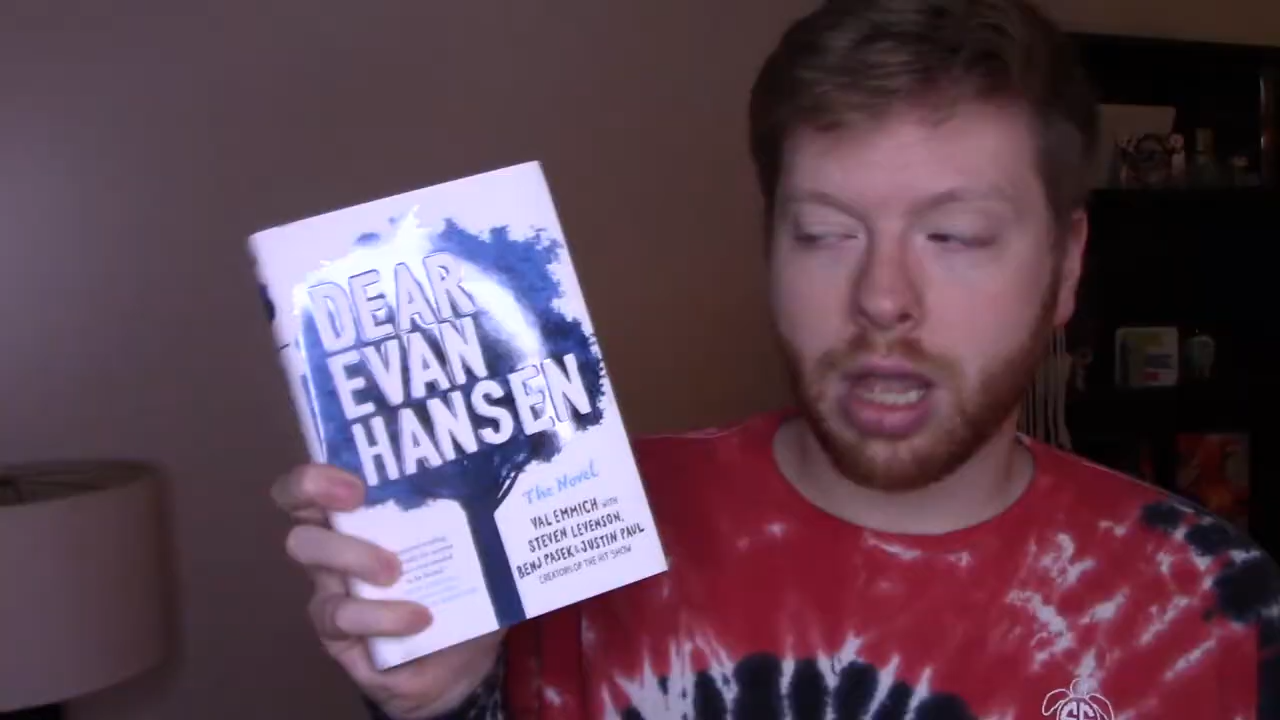 DEAR
EVAN
HANSEN
The Novel
VAL EMMICH with
STEVEN LEVENSON,
BENJ PASEK & JUSTIN PAUL
CREATORS OF THE HIT SHOW